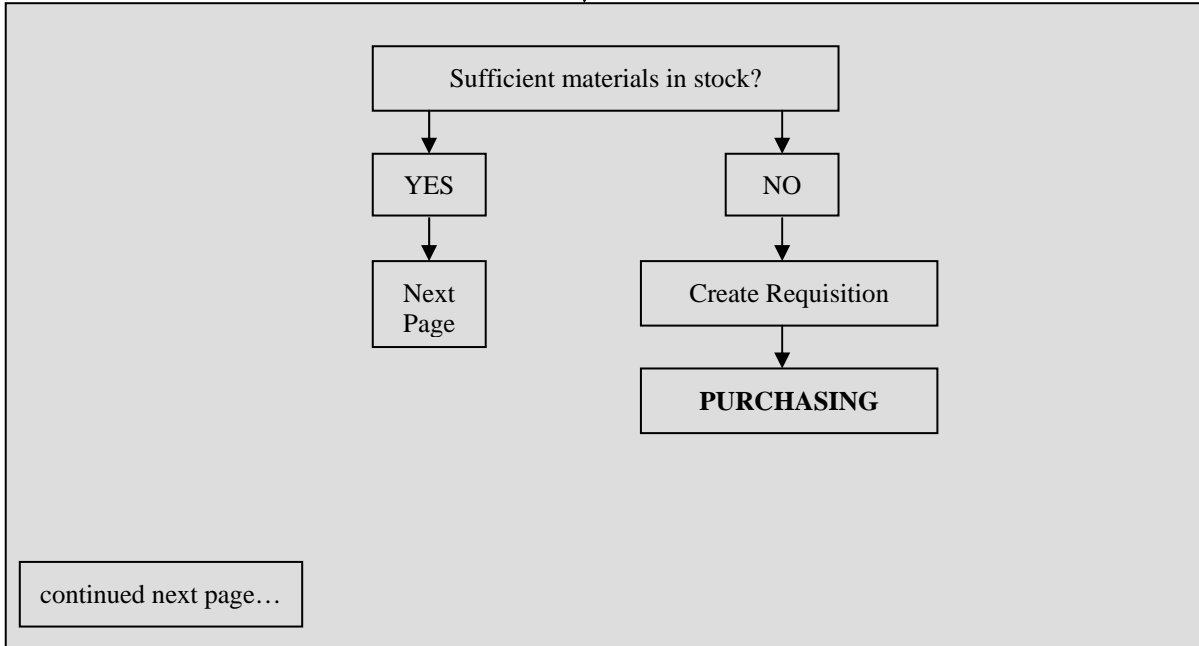 Sufficient materials in stock?
YES
NO
Next
Page
Create Requisition
PURCHASING
continued next page…